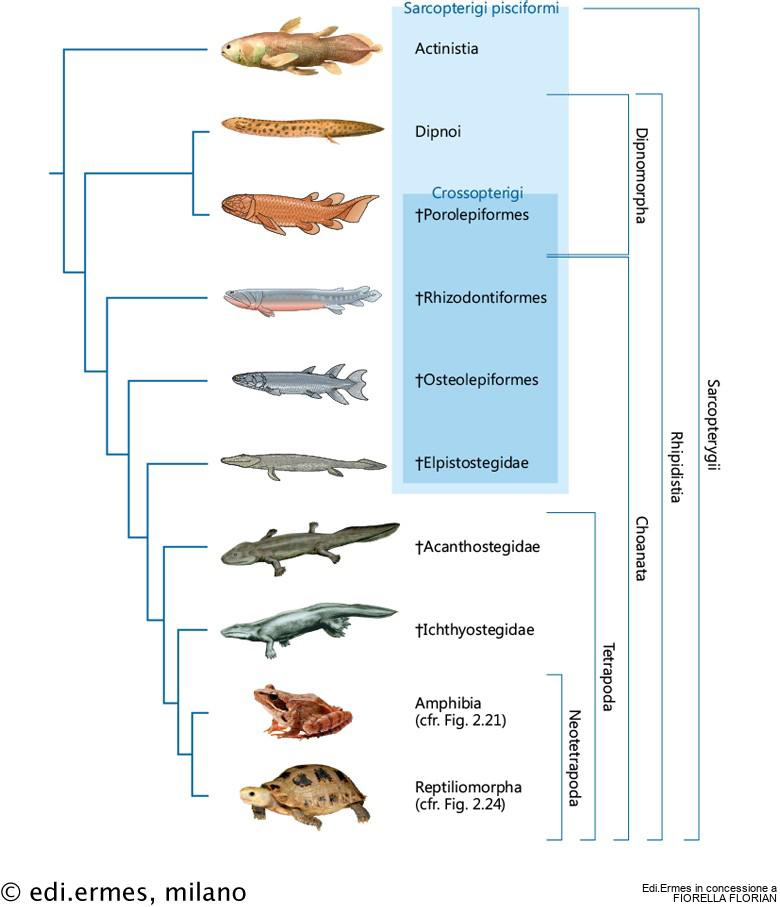 Sarcopterigi pisciformi
Actinistia
Dipnoi
Crossopterigi
†Porolepiformes
†Rhizodontiformes
†Osteolepiformes
†Elpistostegidae
†Acanthostegidae
†Ichthyostegidae
Amphibia
(cfr. Fig. 2.21)
Reptiliomorpha
(cfr. Fig. 2.24)
Dipnomorpha
Choanata
Rhipidistia
Sarcopterygii
Tetrapoda
Neotetrapoda
© edi.ermes, milano
Edi.Ermes in concessione a
FIORELLA FLORIAN